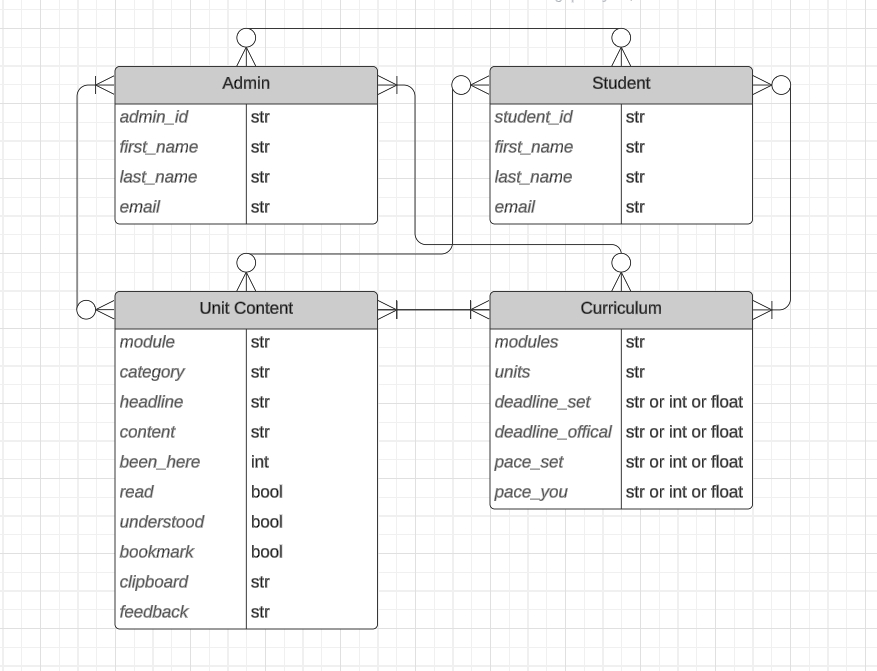 Admin
admin_id str
first_name str
last_name str
email str
Student
student_id str
first_name str
last_name str
email str
Unit Content
module str
category str
headline str
content str
been_here int
read bool
understood bool
bookmark bool
clipboard str
feedback str
Curriculum
modules str
units str
deadline_set str or int or float
deadline_offical str or int or float
pace_set str or int or float
pace_you str or int or float